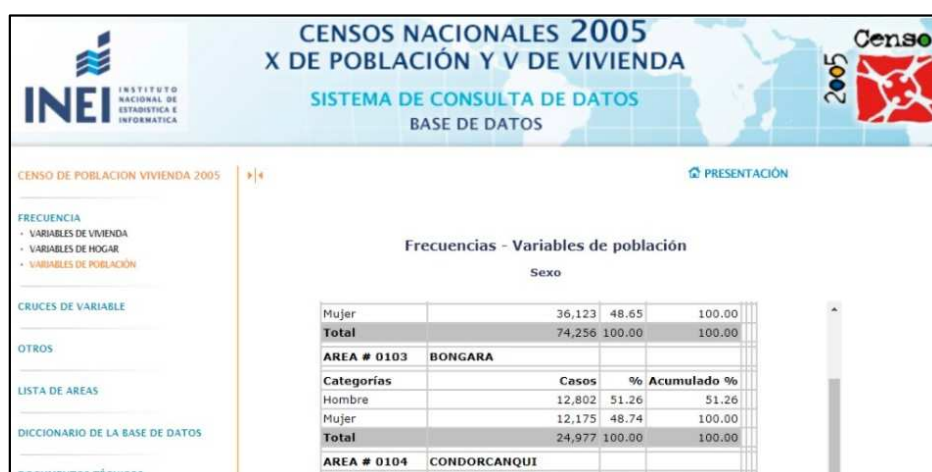 CENSOS NACIONALES 2005
X DE POBLACIÓN Y V DE VIVIENDA
SISTEMA DE CONSULTA DE DATOS
BASE DE DATOS
INEI
INSTITUTO
NACIONAL DE
ESTADISTICA E
INFORMATICA
Censo
2005
CENSO DE POBLACION VIVIENDA 2005
PRESENTACIÓN
FRECUENCIA
VARIABLES DE VIVIENDA
VARIABLES DE HOGAR
VARIABLES DE POBLACIÓN
CRUCES DE VARIABLE
OTROS
LISTA DE AREAS
DICCIONARIO DE LA BASE DE DATOS
Frecuencias - Variables de población
Sexo
Mujer 36,123 48.65 100.00
Total 74,256 100.00 100.00
AREA # 0103 BONGARA
Categorías Casos % Acumulado %
Hombre 12,802 51.26 51.26
Mujer 12,175 48.74 100.00
Total 24,977 100.00 100.00
AREA # 0104 CONDORCANQUI